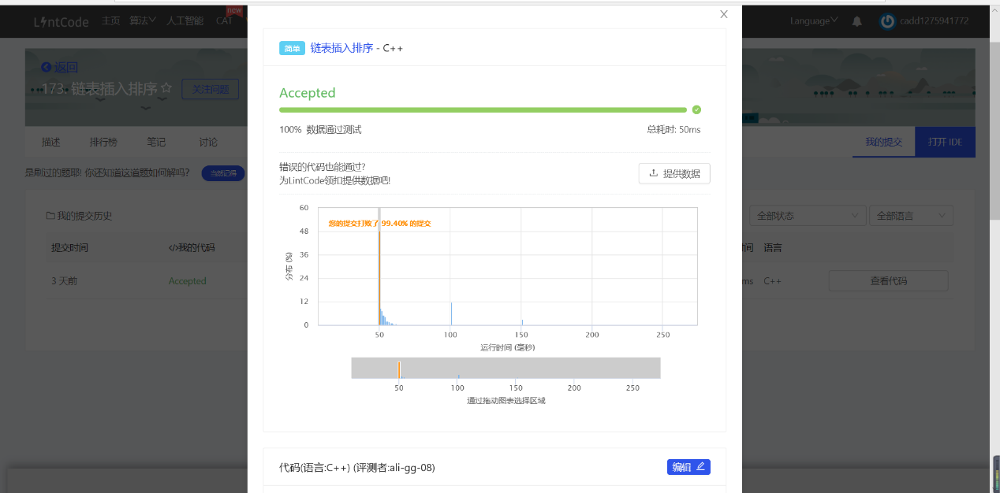 LintCode 主页 算法 人工智能 CAT new Language cadd1275941772
返回
173. 链表插入排序 关注问题
描述 排行榜 笔记 讨论 我的提交 打开 IDE
是刷过的题耶! 你还知道这道题如何解吗? 当然记得
我的提交历史 全部状态 全部语言
提交时间 </>我的代码 间 语言
3 天前 Accepted ms C++ 查看代码
简单 链表插入排序 - C++
Accepted
100% 数据通过测试 总耗时: 50ms
错误的代码也能通过?
为LintCode领扣提供数据吧! 提供数据
您的提交打败了 99.40% 的提交
分布 (%)
60
48
36
24
12
0
50 100 150 200 250
运行时间 (毫秒)
50 100 150 200 250
通过拖动图表选择区域
代码(语言:C++) (评测者:ali-gg-08) 编辑